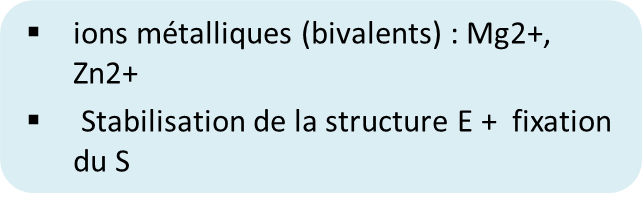 ▪ ions métalliques (bivalents) : Mg2+,
Zn2+
▪ Stabilisation de la structure E + fixation
du S